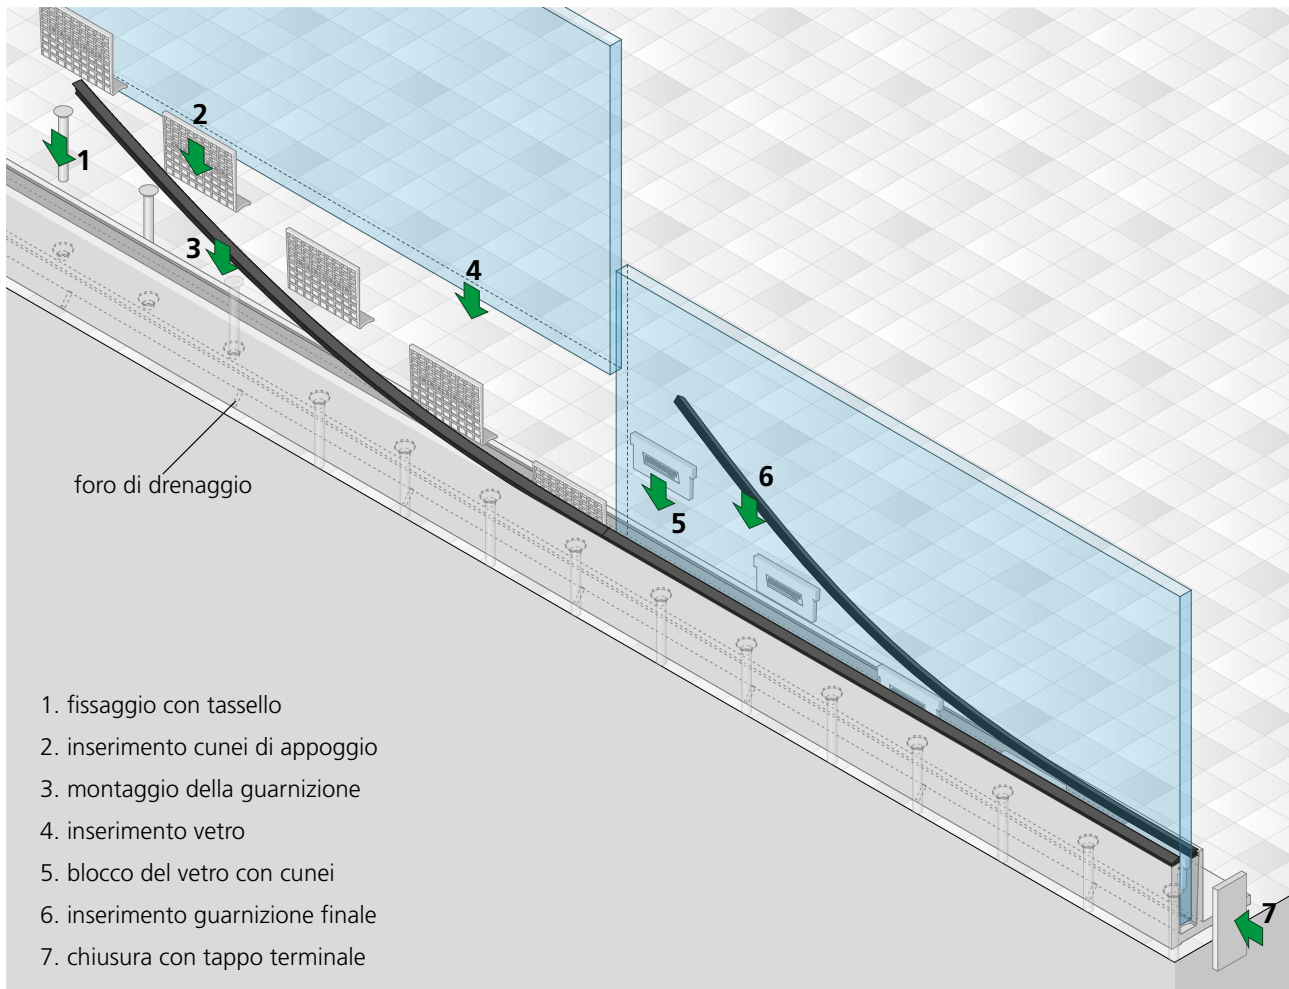 1
2
3
4
5
6
7
foro di drenaggio
1. fissaggio con tassello
2. inserimento cunei di appoggio
3. montaggio della guarnizione
4. inserimento vetro
5. blocco del vetro con cunei
6. inserimento guarnizione finale
7. chiusura con tappo terminale